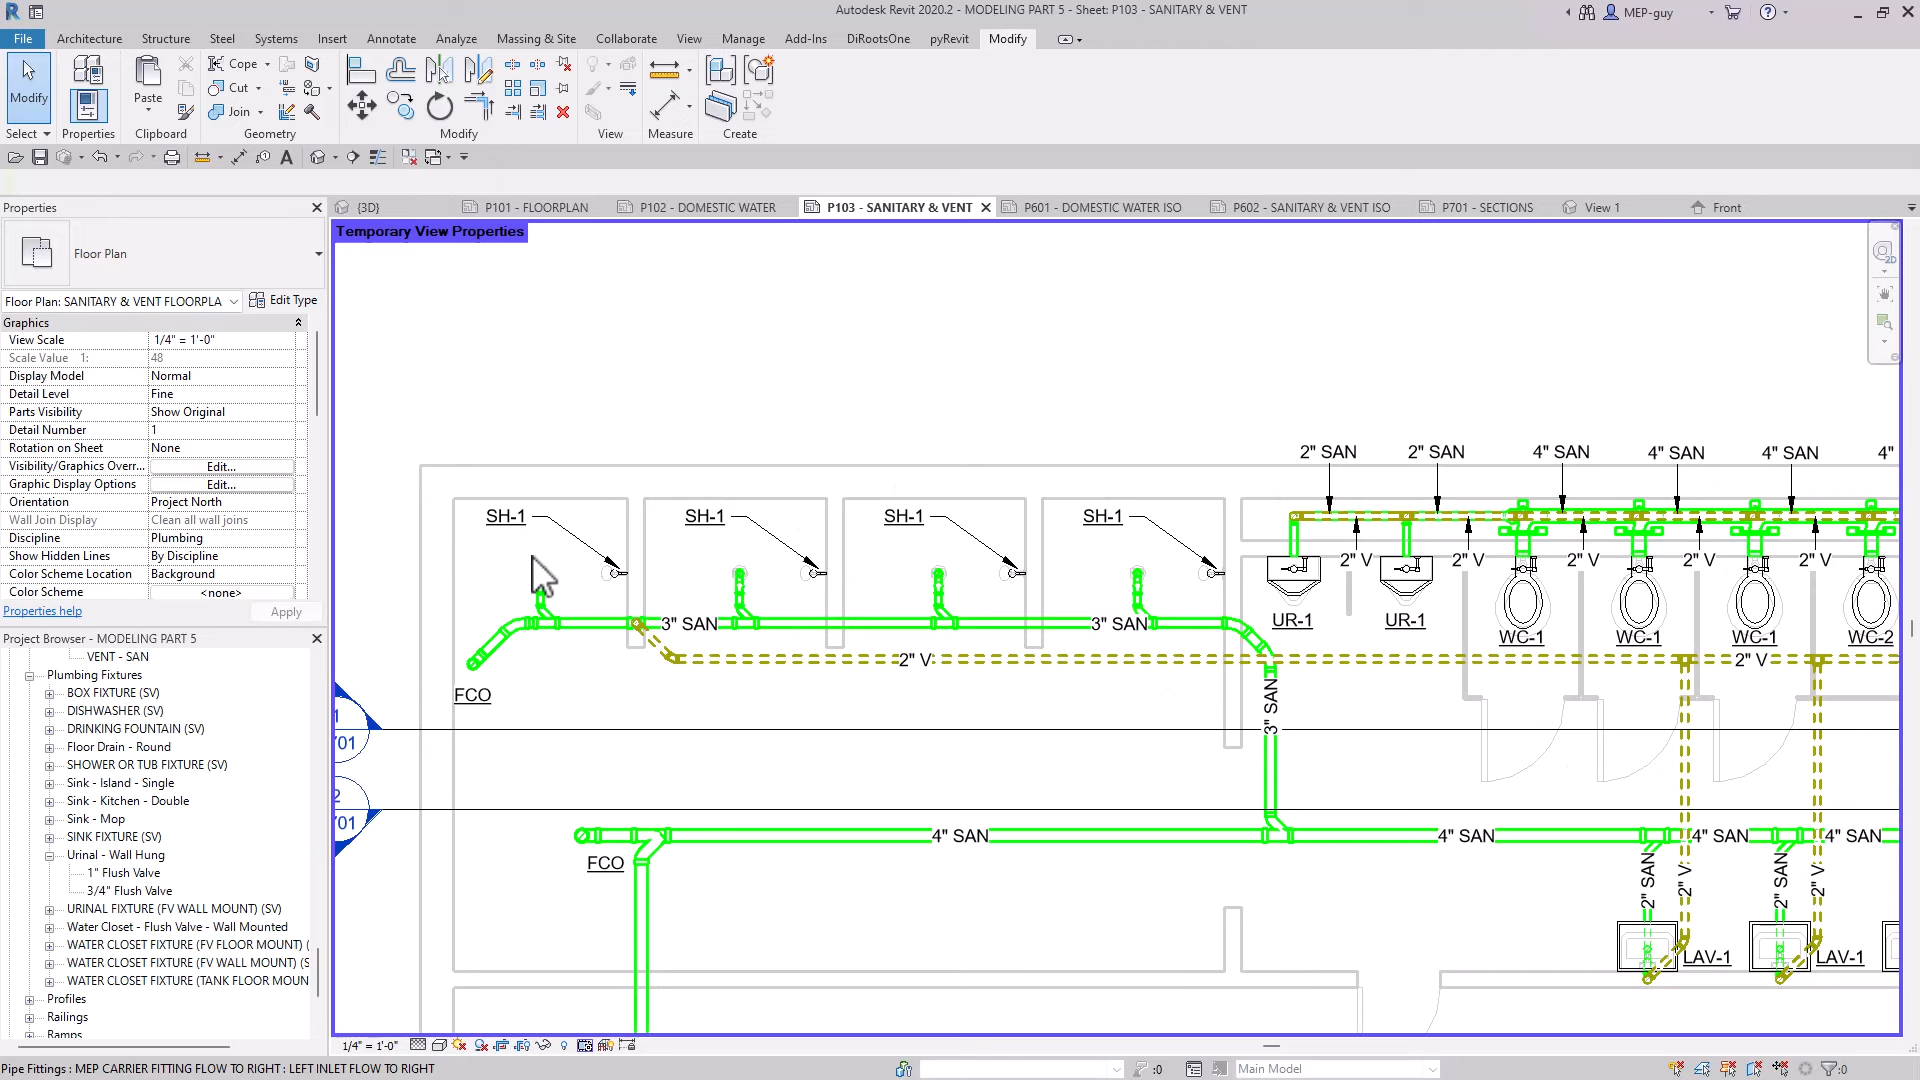 Autodesk Revit 2020.2 - MODELING PART 5 - Sheet: P103 - SANITARY & VENT
MEP-guy
File Architecture Structure Steel Systems Insert Annotate Analyze Massing & Site Collaborate View Manage Add-Ins DiRootsOne pyRevit Modify
Cope
Modify Paste Cut
Join
Select Properties Clipboard Geometry Modify View Measure Create
Properties
{3D} P101 - FLOORPLAN P102 - DOMESTIC WATER P103 - SANITARY & VENT P601 - DOMESTIC WATER ISO P602 - SANITARY & VENT ISO P701 - SECTIONS View 1 Front
Temporary View Properties
Floor Plan
Floor Plan: SANITARY & VENT FLOORPLA Edit Type
Graphics
View Scale 1/4" = 1'-0"
Scale Value 1: 48
Display Model Normal
Detail Level Fine
Parts Visibility Show Original
Detail Number 1
Rotation on Sheet None
Visibility/Graphics Overr... Edit...
Graphic Display Options Edit...
Orientation Project North
Wall Join Display Clean all wall joins
Discipline Plumbing
Show Hidden Lines By Discipline
Color Scheme Location Background
Color Scheme <none>
Properties help Apply
Project Browser - MODELING PART 5
VENT - SAN
Plumbing Fixtures
BOX FIXTURE (SV)
DISHWASHER (SV)
DRINKING FOUNTAIN (SV)
Floor Drain - Round
SHOWER OR TUB FIXTURE (SV)
Sink - Island - Single
Sink - Kitchen - Double
Sink - Mop
SINK FIXTURE (SV)
Urinal - Wall Hung
1" Flush Valve
3/4" Flush Valve
URINAL FIXTURE (FV WALL MOUNT) (SV)
Water Closet - Flush Valve - Wall Mounted
WATER CLOSET FIXTURE (FV FLOOR MOUNT) (
WATER CLOSET FIXTURE (FV WALL MOUNT) (S
WATER CLOSET FIXTURE (TANK FLOOR MOUN
Profiles
Railings
Ramps
2" SAN 2" SAN 4" SAN 4" SAN 4" SAN 4"
SH-1 SH-1 SH-1 SH-1
2" V 2" V 2" V 2" V 2" V
3" SAN 3" SAN UR-1 UR-1 WC-1 WC-1 WC-1 WC-2
2" V 2" V
FCO
3" SAN
1
701
2
701
4" SAN 4" SAN 4" SAN 4" SAN
FCO
2" SAN 2" V 2" SAN 2" V
LAV-1 LAV-1
1/4" = 1'-0"
Pipe Fittings : MEP CARRIER FITTING FLOW TO RIGHT : LEFT INLET FLOW TO RIGHT :0 Main Model :0